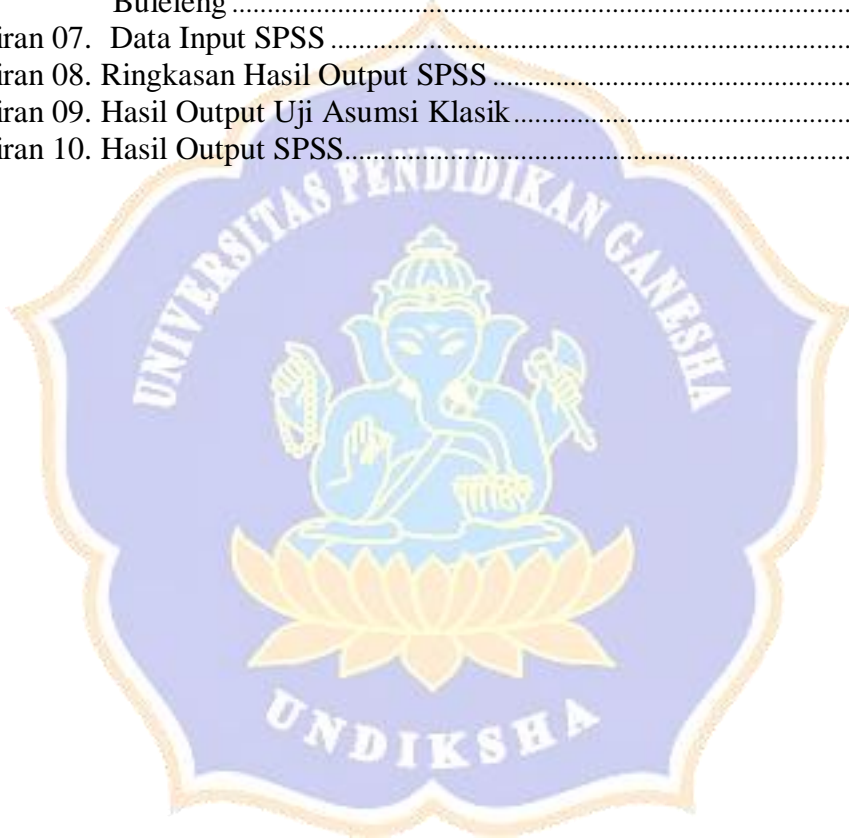 Buleleng ........................................................................
iran 07. Data Input SPSS ........................................................................
iran 08. Ringkasan Hasil Output SPSS ........................................................................
iran 09. Hasil Output Uji Asumsi Klasik ........................................................................
iran 10. Hasil Output SPSS ........................................................................
UNIVERSITAS PENDIDIKAN GANESHA
UNDIKSHA